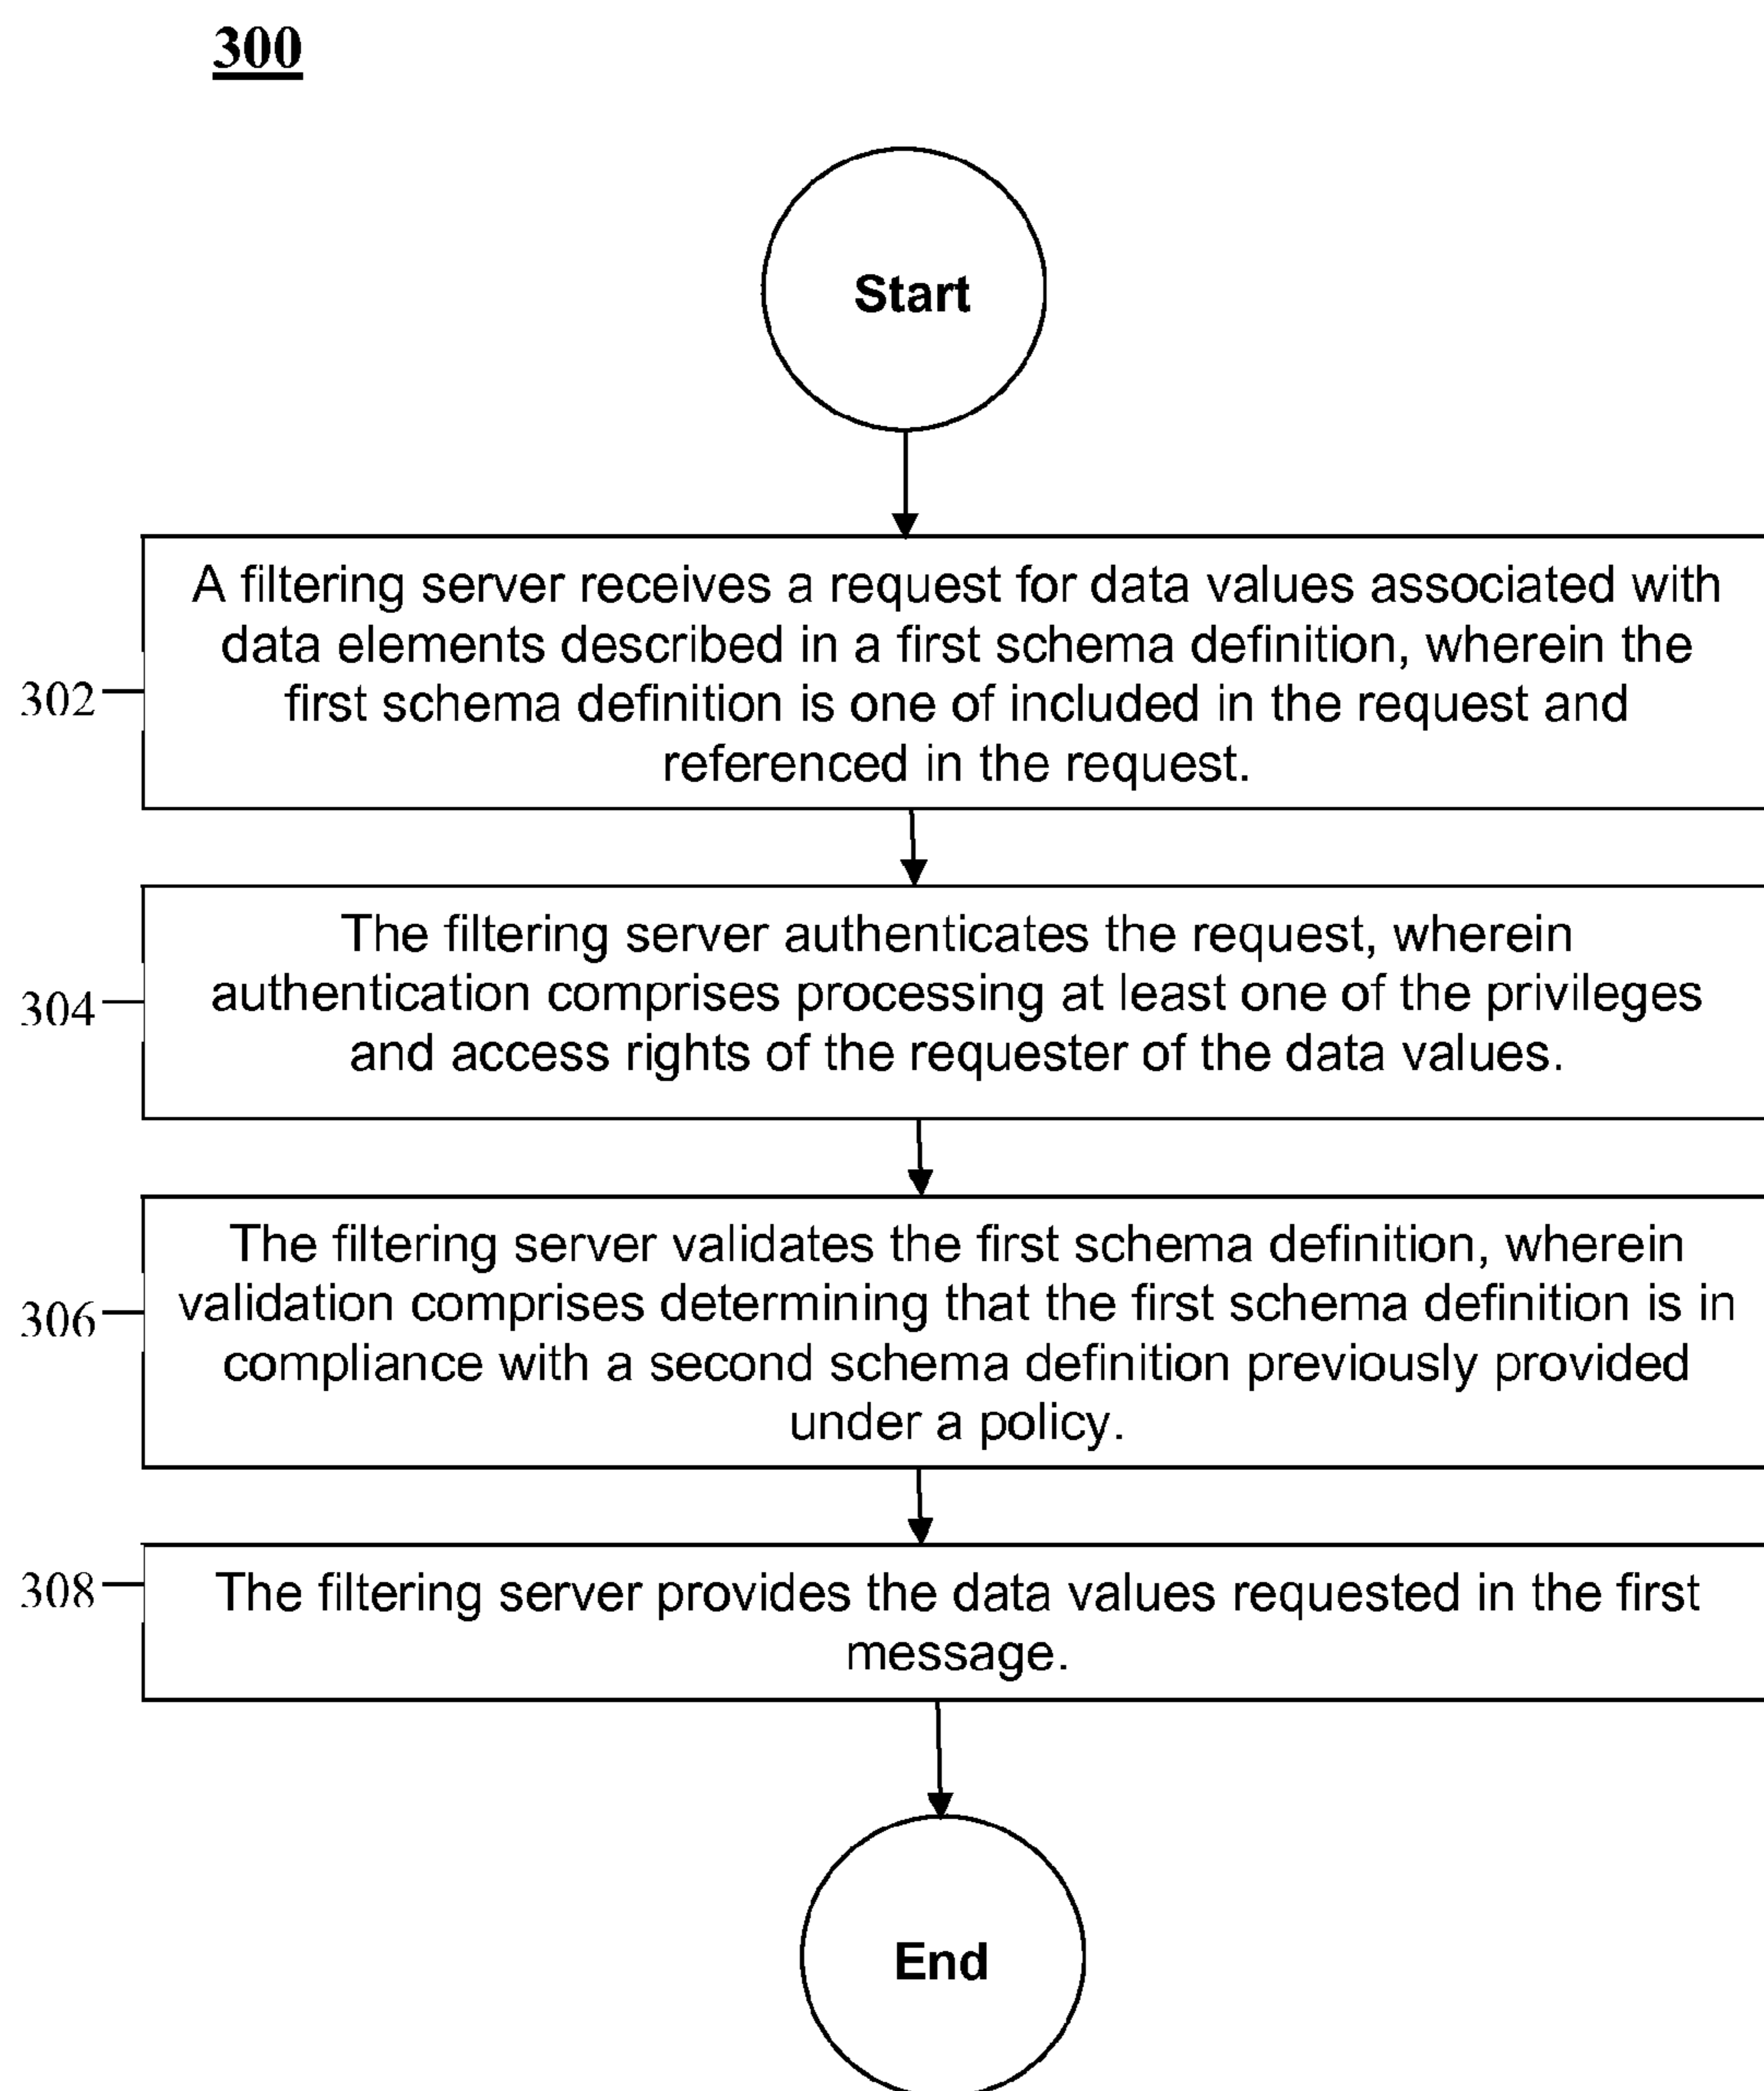 300
Start
A filtering server receives a request for data values associated with
data elements described in a first schema definition, wherein the
first schema definition is one of included in the request and
referenced in the request.
302
The filtering server authenticates the request, wherein
authentication comprises processing at least one of the privileges
and access rights of the requester of the data values.
304
The filtering server validates the first schema definition, wherein
validation comprises determining that the first schema definition is in
compliance with a second schema definition previously provided
under a policy.
306
The filtering server provides the data values requested in the first
message.
308
End